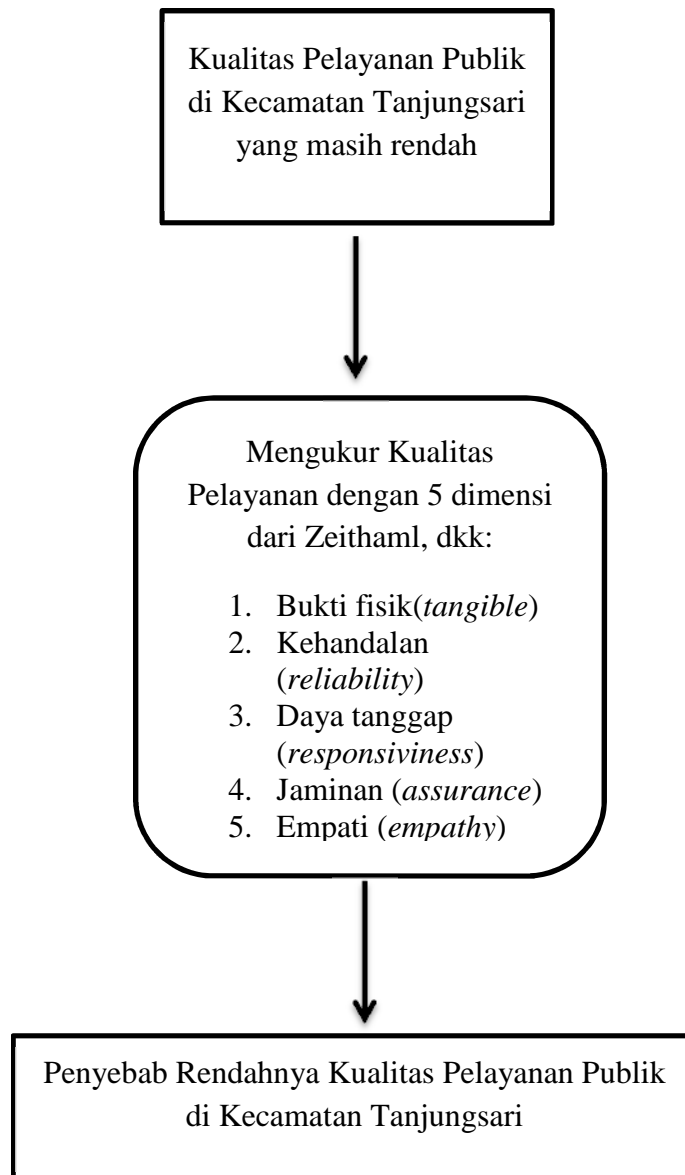 Kualitas Pelayanan Publik
di Kecamatan Tanjungsari
yang masih rendah
Mengukur Kualitas
Pelayanan dengan 5 dimensi
dari Zeithaml, dkk:
1. Bukti fisik(tangible)
2. Kehandalan
(reliability)
3. Daya tanggap
(responsiviness)
4. Jaminan (assurance)
5. Empati (empathy)
Penyebab Rendahnya Kualitas Pelayanan Publik
di Kecamatan Tanjungsari